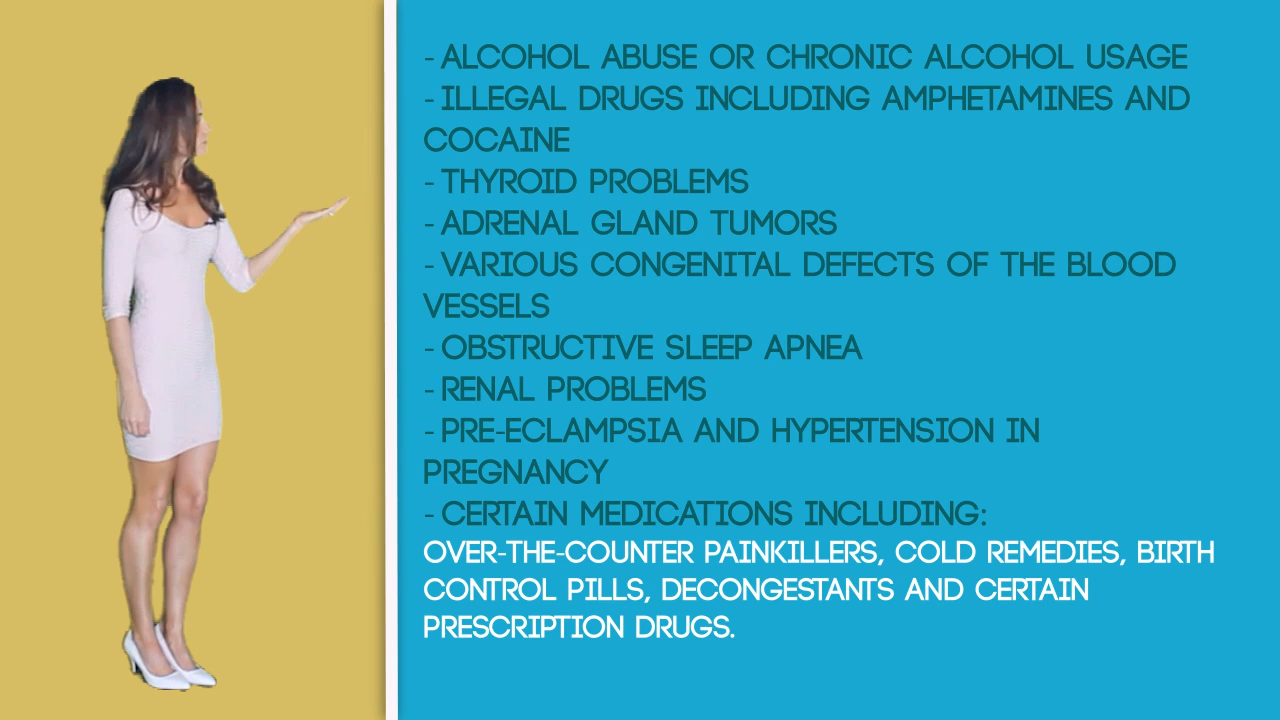 - ALCOHOL ABUSE OR CHRONIC ALCOHOL USAGE
- ILLEGAL DRUGS INCLUDING AMPHETAMINES AND
COCAINE
- THYROID PROBLEMS
- ADRENAL GLAND TUMORS
- VARIOUS CONGENITAL DEFECTS OF THE BLOOD
VESSELS
- OBSTRUCTIVE SLEEP APNEA
- RENAL PROBLEMS
- PRE-ECLAMPSIA AND HYPERTENSION IN
PREGNANCY
- CERTAIN MEDICATIONS INCLUDING:
OVER-THE-COUNTER PAINKILLERS, COLD REMEDIES, BIRTH
CONTROL PILLS, DECONGESTANTS AND CERTAIN
PRESCRIPTION DRUGS.